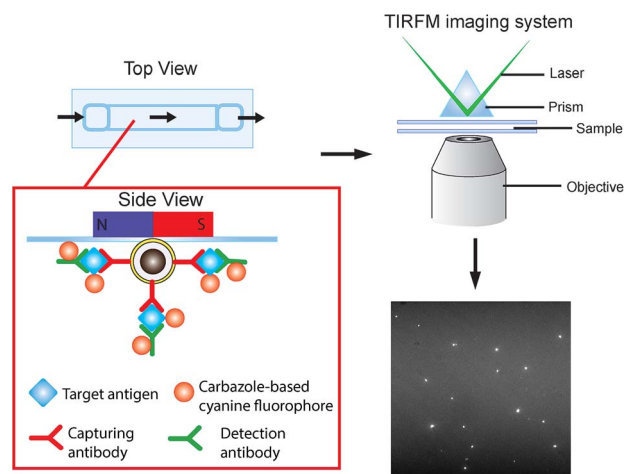 TIRFM imaging system
Laser
Prism
Sample
Objective
Top View
Side View
N
S
Target antigen
Carbazole-based
cyanine fluorophore
Capturing
antibody
Detection
antibody